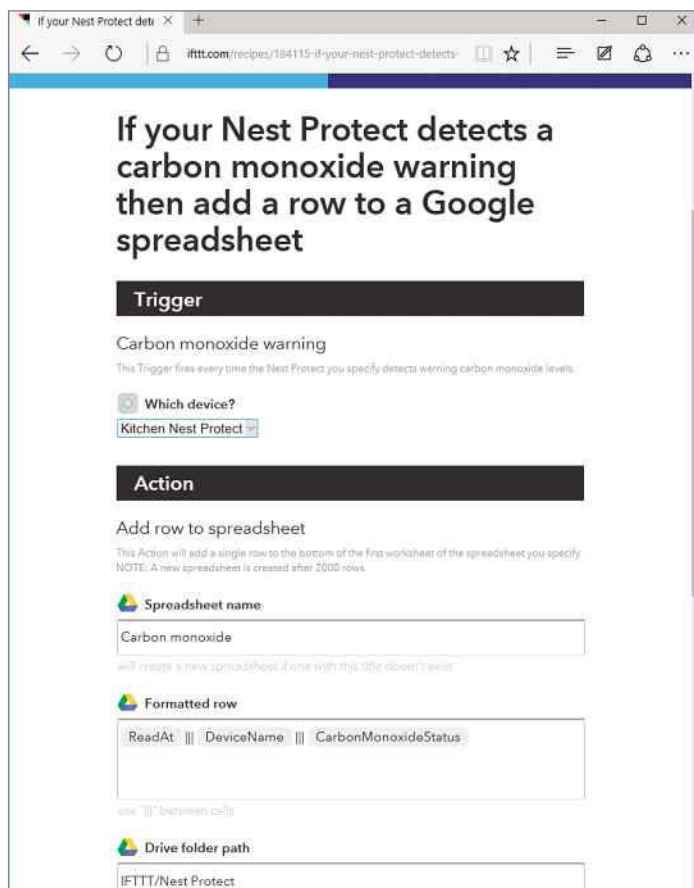 If your Nest Protect dete
ifttt.com/recipes/184115-if-your-nest-protect-detects-
If your Nest Protect detects a
carbon monoxide warning
then add a row to a Google
spreadsheet
Trigger
Carbon monoxide warning
This Trigger fires every time the Nest Protect you specify detects warning carbon monoxide levels.
Which device?
Kitchen Nest Protect
Action
Add row to spreadsheet
This Action will add a single row to the bottom of the first worksheet of the spreadsheet you specify.
NOTE: A new spreadsheet is created after 2000 rows.
Spreadsheet name
Carbon monoxide
will create a new spreadsheet if one with this title doesn't exist
Formatted row
ReadAt ||| DeviceName ||| CarbonMonoxideStatus
use "|||" between cells
Drive folder path
IFTTT/Nest Protect